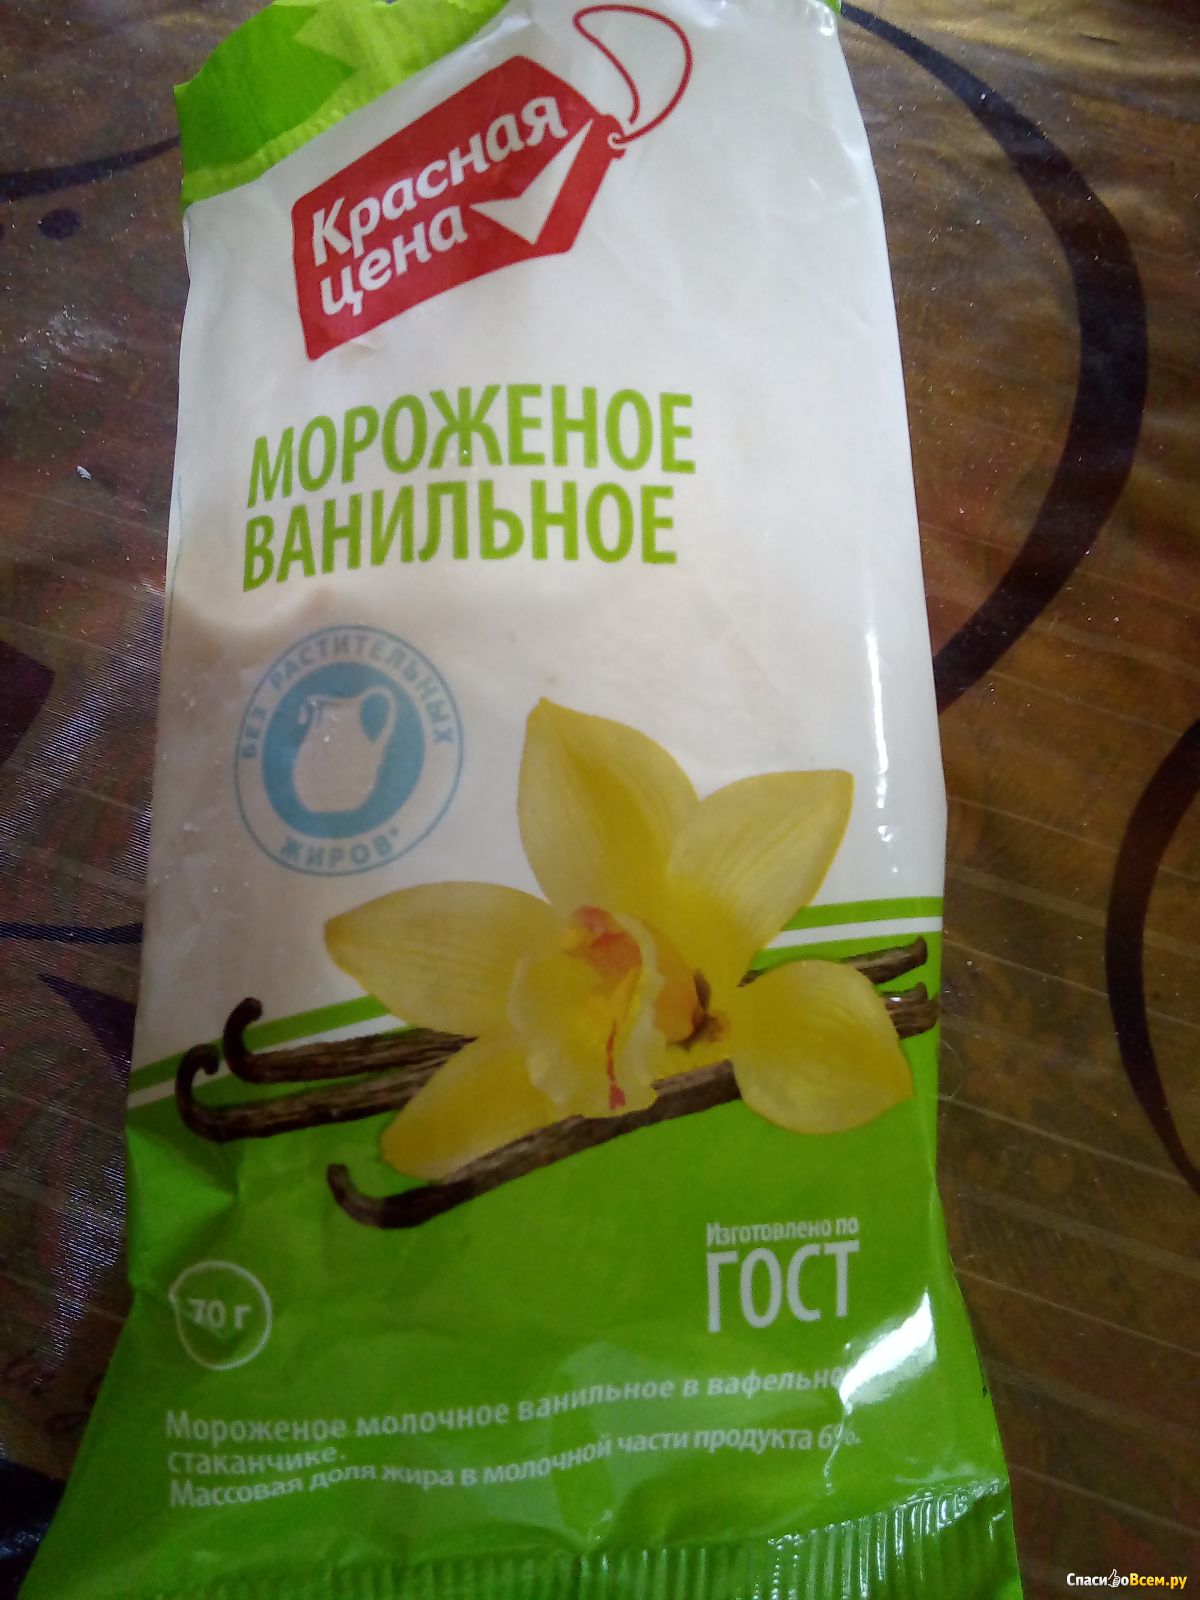 Красная
цена
МОРОЖЕНОЕ
ВАНИЛЬНОЕ
БЕЗ РАСТИТЕЛЬНЫХ
ЖИРОВ*
Изготовлено по
ГОСТ
70 г
Мороженое молочное ванильное в
стаканчике.
Массовая доля жира в молочной части продукта 6%.
СпасибоВсем.ру